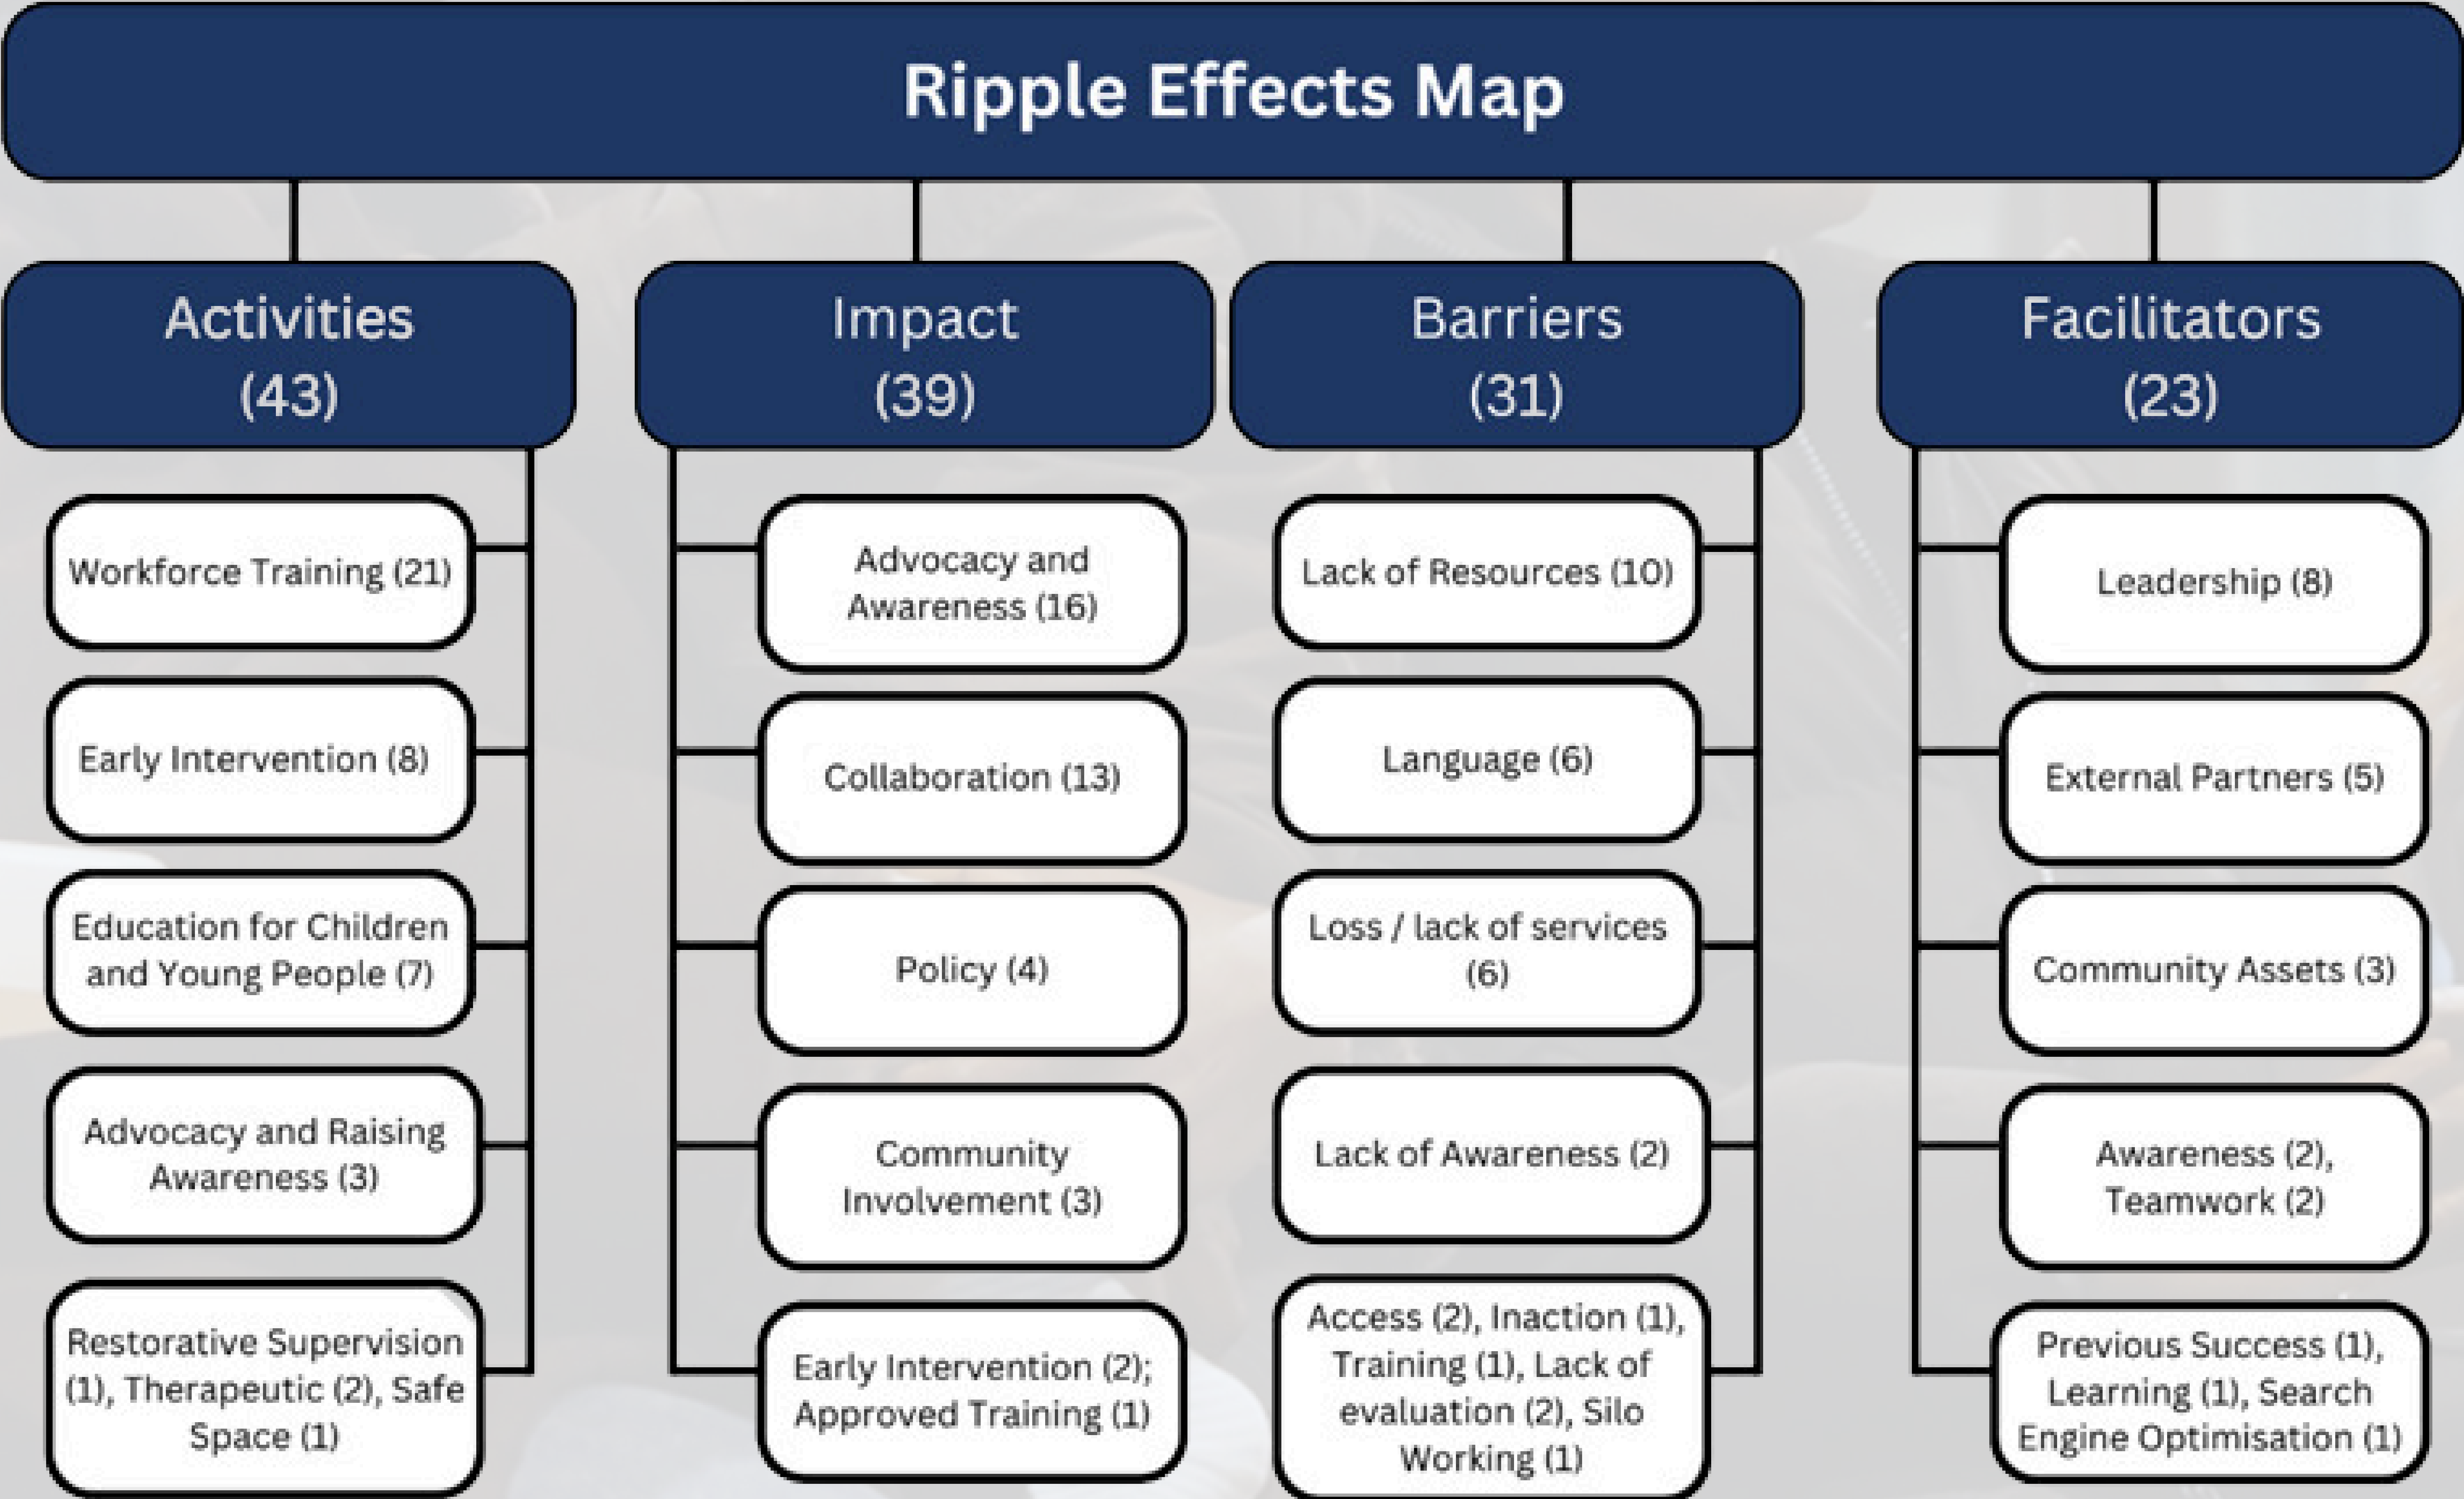 Ripple Effects Map
Activities
(43)
Workforce Training (21)
Early Intervention (8)
Education for Children
and Young People (7)
Advocacy and Raising
Awareness (3)
Restorative Supervision
(1), Therapeutic (2), Safe
Space (1)
Impact
(39)
Advocacy and
Awareness (16)
Collaboration (13)
Policy (4)
Community
Involvement (3)
Early Intervention (2);
Approved Training (1)
Barriers
(31)
Lack of Resources (10)
Language (6)
Loss / lack of services
(6)
Lack of Awareness (2)
Access (2), Inaction (1),
Training (1), Lack of
evaluation (2), Silo
Working (1)
Facilitators
(23)
Leadership (8)
External Partners (5)
Community Assets (3)
Awareness (2),
Teamwork (2)
Previous Success (1),
Learning (1), Search
Engine Optimisation (1)